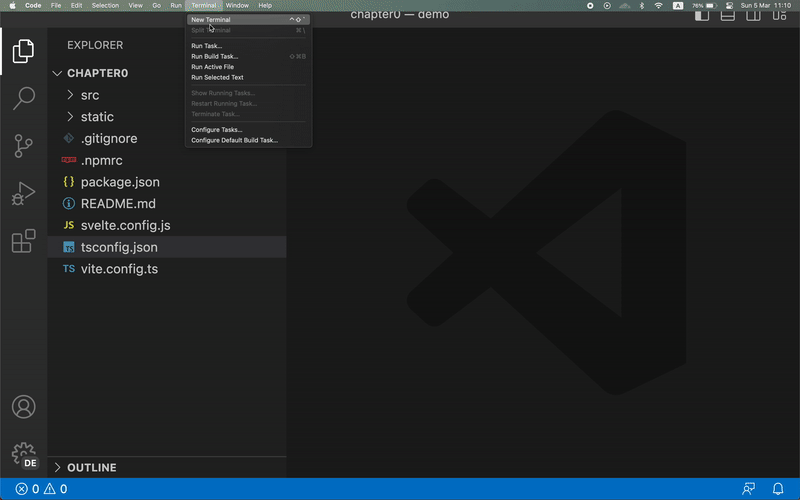 Code File Edit Selection View Go Run Terminal Window Help
A 76% Sun 5 Mar 11:10
chapter0 — demo
New Terminal ^⇧`
Split Terminal ⌘\
Run Task...
Run Build Task... ⇧⌘B
Run Active File
Run Selected Text
Show Running Tasks...
Restart Running Task...
Terminate Task...
Configure Tasks...
Configure Default Build Task...
EXPLORER
CHAPTER0
src
static
.gitignore
.npmrc
{} package.json
README.md
JS svelte.config.js
TS tsconfig.json
TS vite.config.ts
DE
OUTLINE
0 0